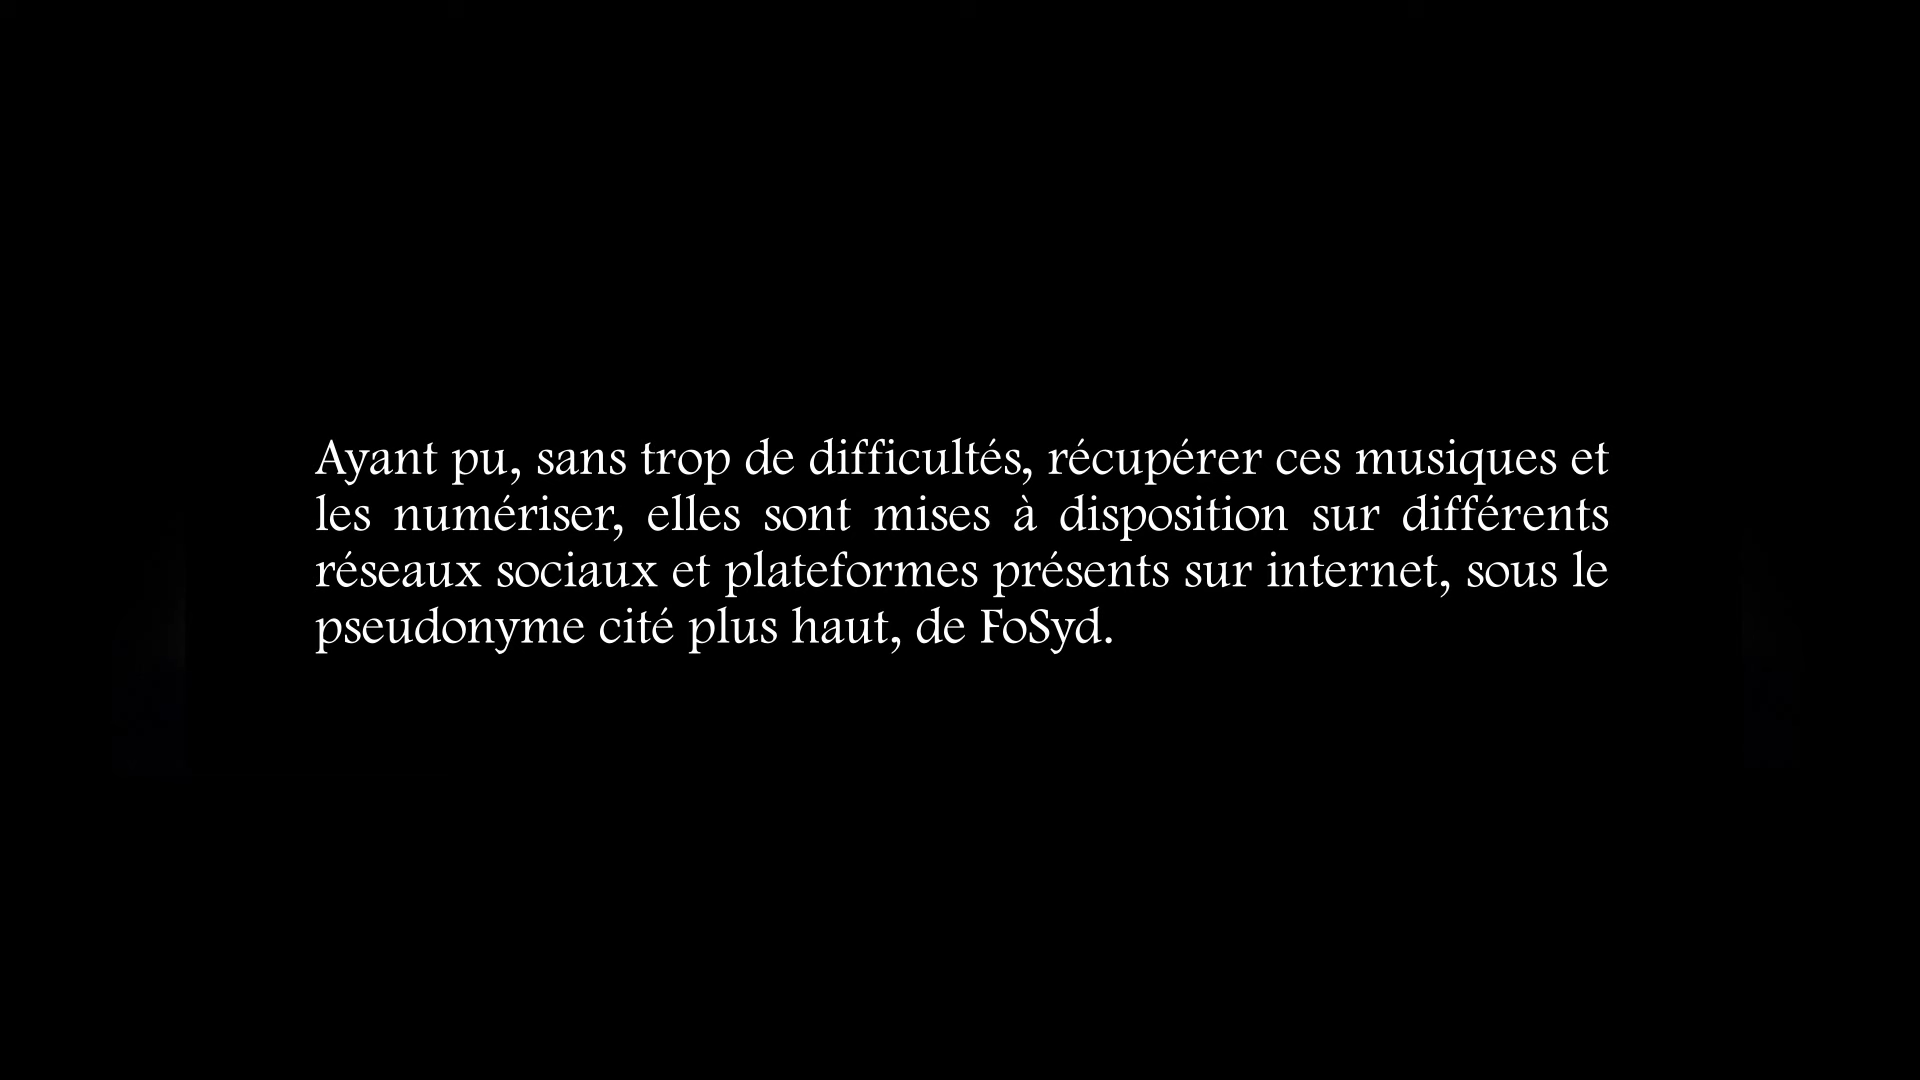 Ayant pu, sans trop de difficultés, récupérer ces musiques et
les numériser, elles sont mises à disposition sur différents
réseaux sociaux et plateformes présents sur internet, sous le
pseudonyme cité plus haut, de FoSyd.